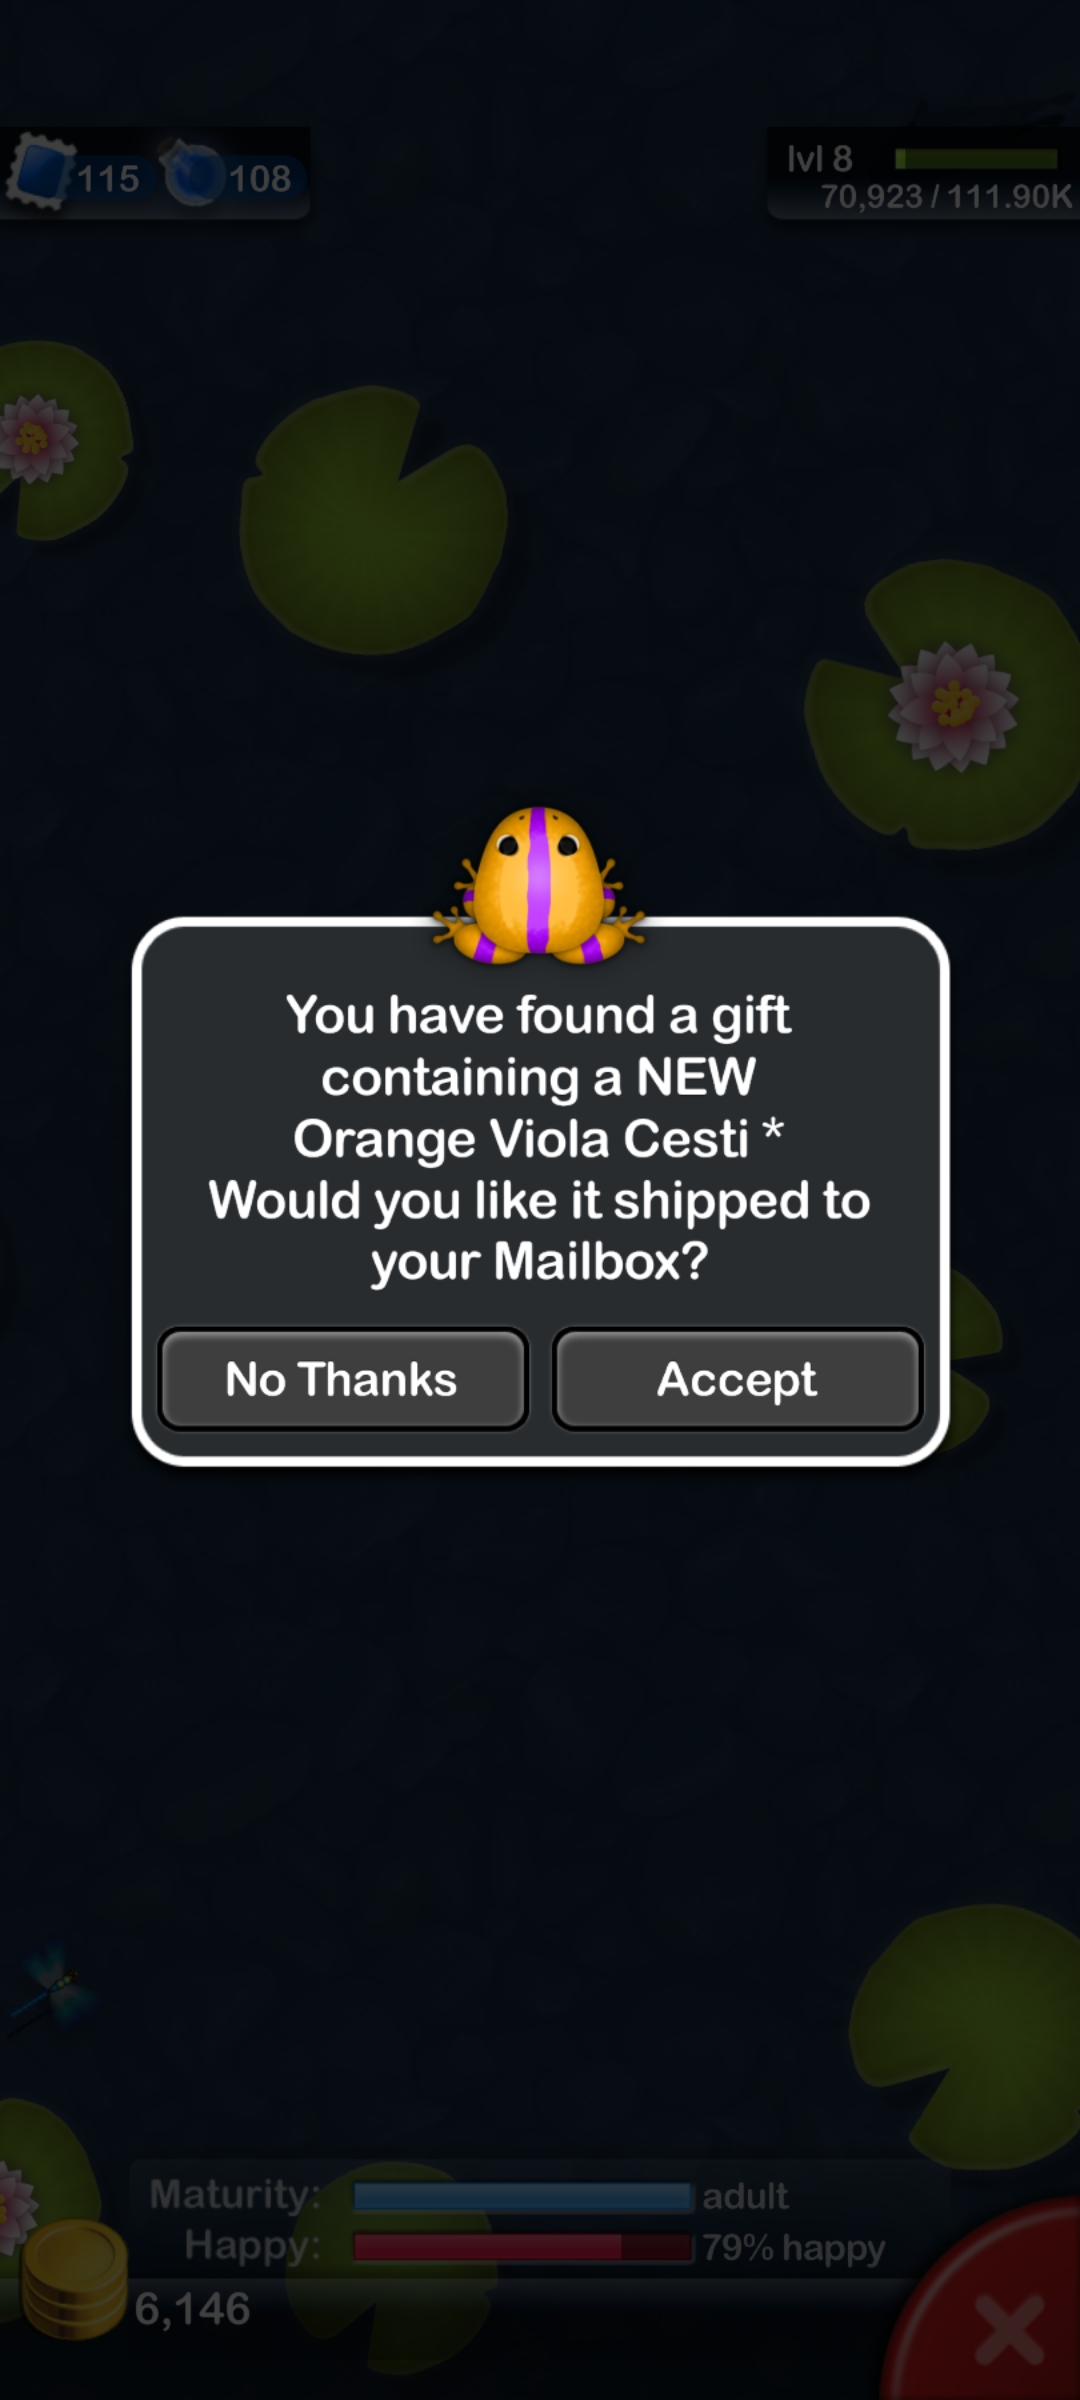 115 108
lvl 8
70,923 / 111.90K
You have found a gift
containing a NEW
Orange Viola Cesti *
Would you like it shipped to
your Mailbox?
No Thanks Accept
Maturity: adult
Happy: 79% happy
6,146